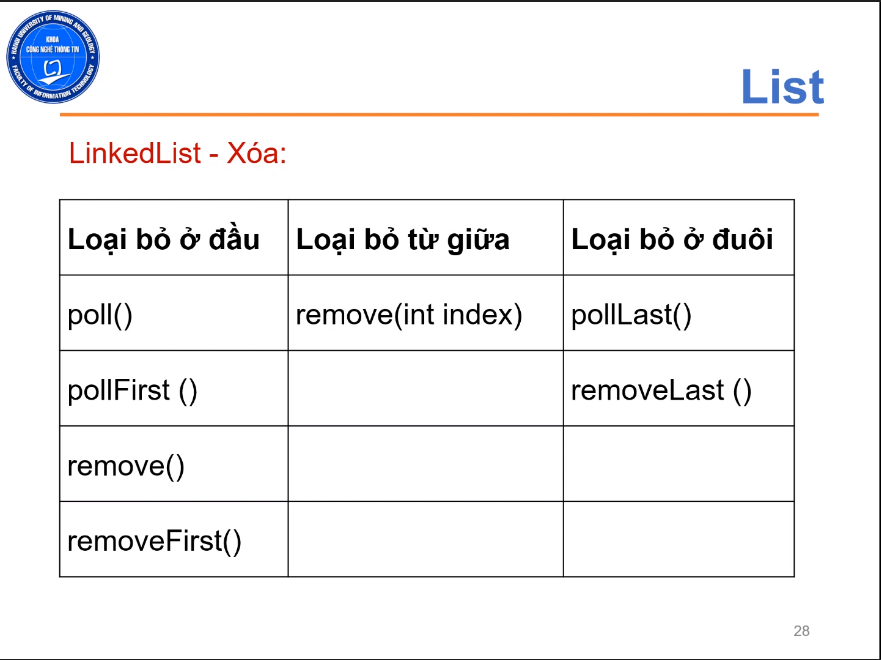 HANOI UNIVERSITY OF MINING AND GEOLOGY
KHOA
CÔNG NGHỆ THÔNG TIN
FACULTY OF INFORMATION TECHNOLOGY
List
LinkedList - Xóa:
Loại bỏ ở đầu Loại bỏ từ giữa Loại bỏ ở đuôi
poll() remove(int index) pollLast()
pollFirst () removeLast ()
remove()
removeFirst()
28